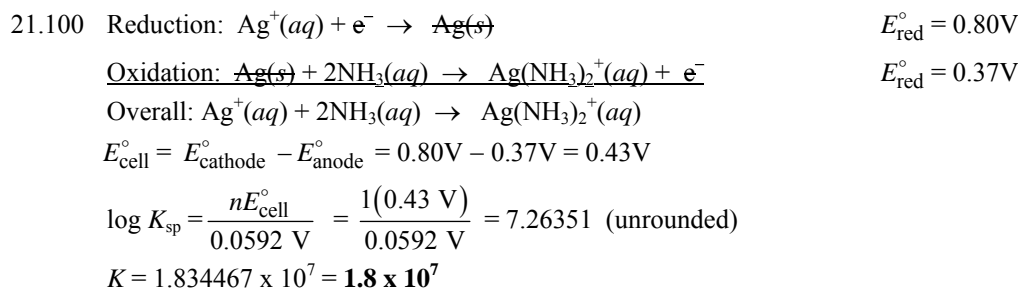 21.100 Reduction: Ag⁺(aq) + e⁻ → Ag(s) E°red = 0.80V
Oxidation: Ag(s) + 2NH₃(aq) → Ag(NH₃)₂⁺(aq) + e⁻ E°red = 0.37V
Overall: Ag⁺(aq) + 2NH₃(aq) → Ag(NH₃)₂⁺(aq)
E°cell = E°cathode – E°anode = 0.80V – 0.37V = 0.43V
log Ksp = nE°cell / 0.0592 V = 1(0.43 V) / 0.0592 V = 7.26351 (unrounded)
K = 1.834467 x 10⁷ = 1.8 x 10⁷